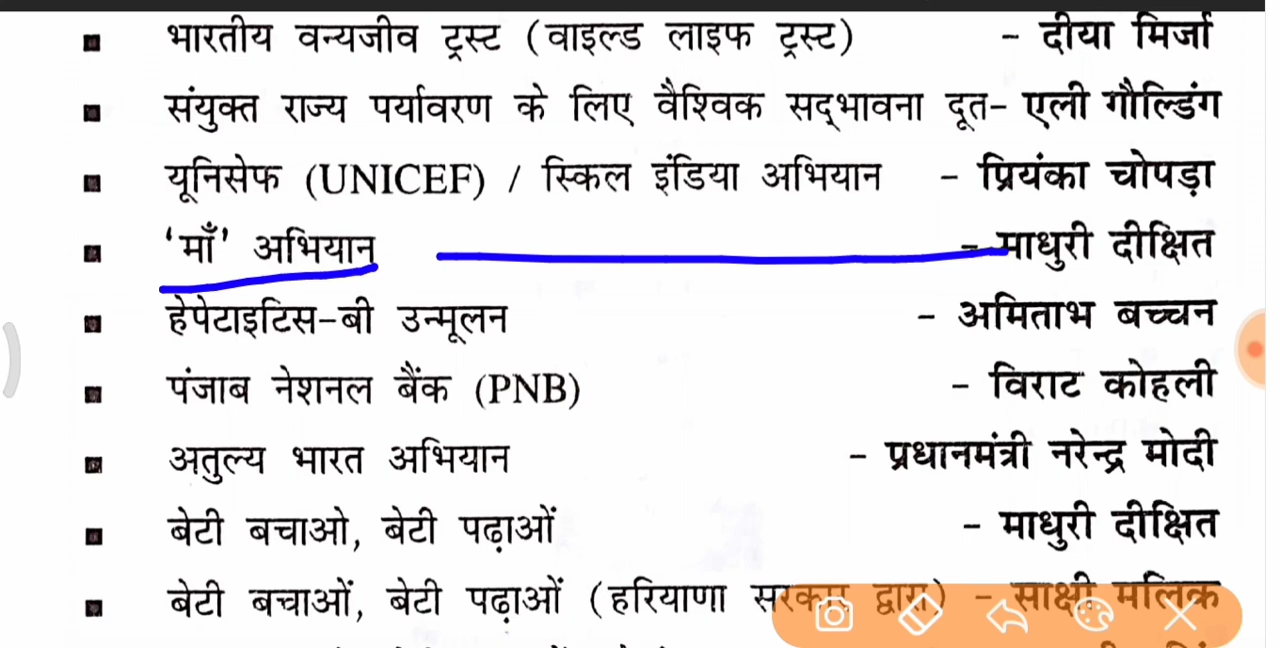 भारतीय वन्यजीव ट्रस्ट (वाइल्ड लाइफ ट्रस्ट) - दीया मिर्जा
संयुक्त राज्य पर्यावरण के लिए वैश्विक सद्भावना दूत- एली गौल्डिंग
यूनिसेफ (UNICEF) / स्किल इंडिया अभियान - प्रियंका चोपड़ा
'माँ' अभियान - माधुरी दीक्षित
हेपेटाइटिस-बी उन्मूलन - अमिताभ बच्चन
पंजाब नेशनल बैंक (PNB) - विराट कोहली
अतुल्य भारत अभियान - प्रधानमंत्री नरेन्द्र मोदी
बेटी बचाओ, बेटी पढ़ाओं - माधुरी दीक्षित
बेटी बचाओं, बेटी पढ़ाओं (हरियाणा सरकार द्वारा) - साक्षी मलिक